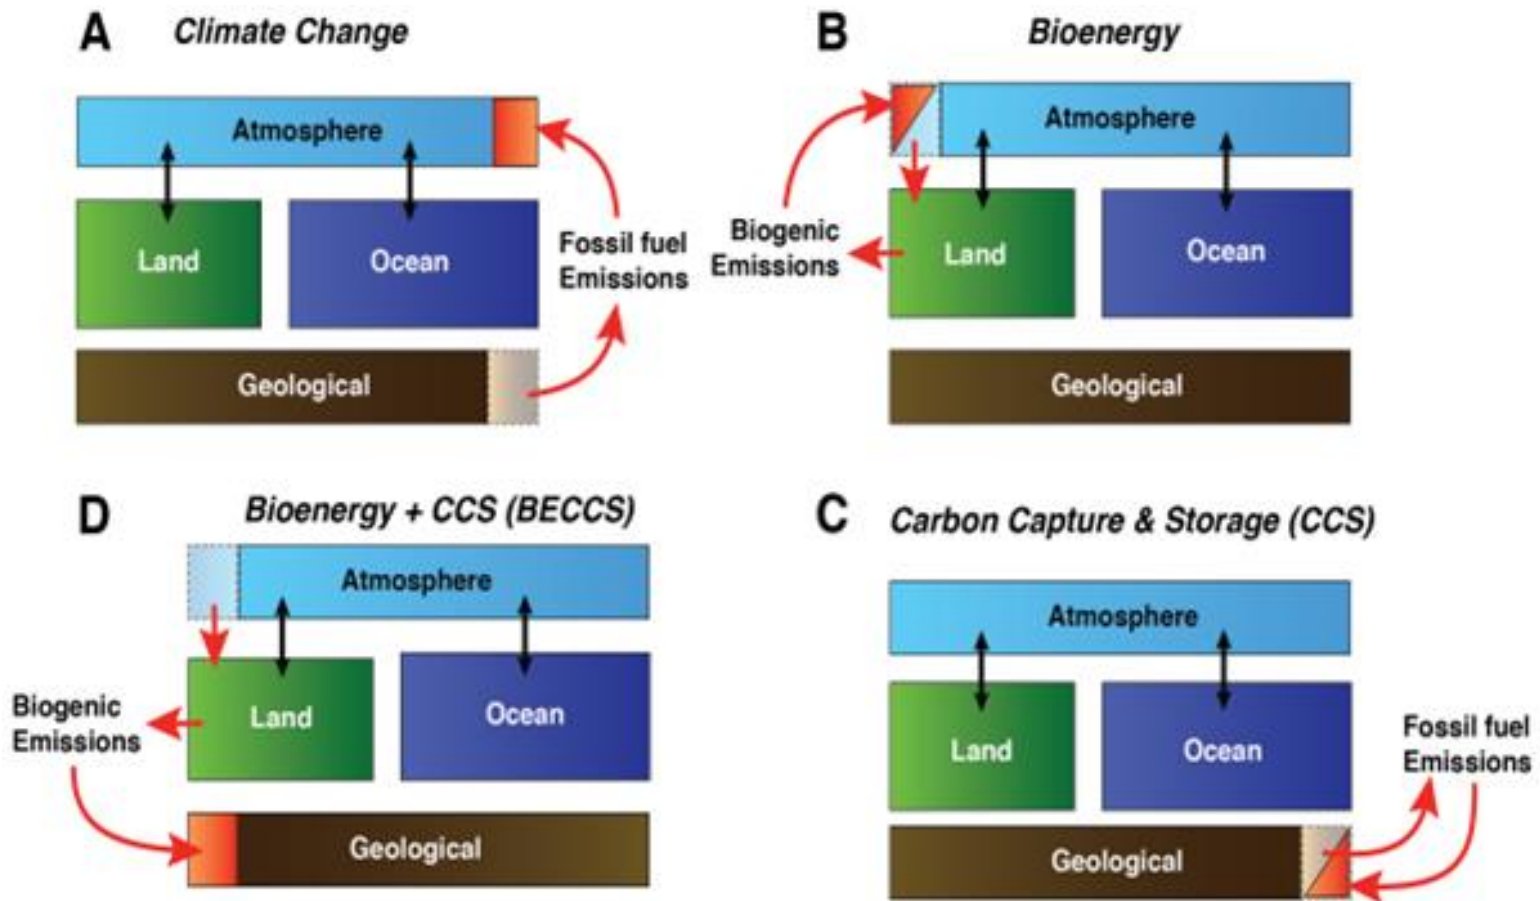 A
Climate Change
Atmosphere
Land
Ocean
Fossil fuel
Emissions
Geological
B
Bioenergy
Atmosphere
Biogenic
Emissions
Land
Ocean
Geological
D
Bioenergy + CCS (BECCS)
Atmosphere
Biogenic
Emissions
Land
Ocean
Geological
C
Carbon Capture & Storage (CCS)
Atmosphere
Land
Ocean
Fossil fuel
Emissions
Geological